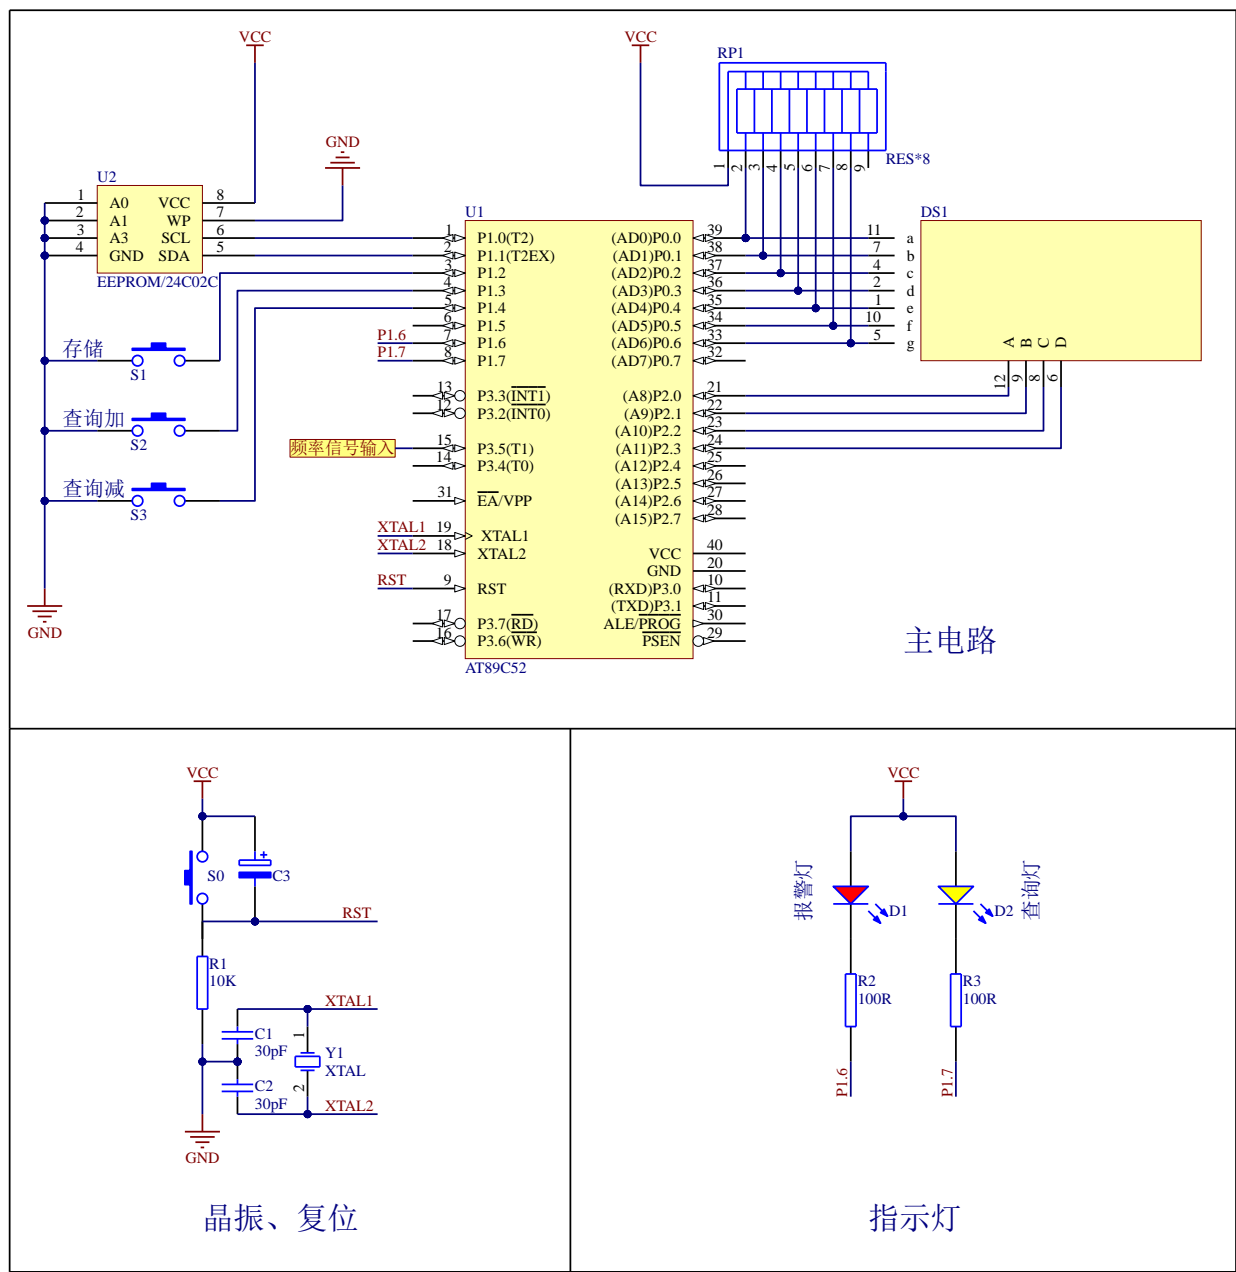 VCC
VCC
RP1
RES*8
1 2 3 4 5 6 7 8 9
GND
U2
1 A0 VCC 8
2 A1 WP 7
3 A3 SCL 6
4 GND SDA 5
EEPROM/24C02C
存储
S1
查询加
S2
查询减
S3
GND
U1
1 P1.0(T2) (AD0)P0.0 39
2 P1.1(T2EX) (AD1)P0.1 38
3 P1.2 (AD2)P0.2 37
4 P1.3 (AD3)P0.3 36
5 P1.4 (AD4)P0.4 35
6 P1.5 (AD5)P0.5 34
P1.6 7 P1.6 (AD6)P0.6 33
P1.7 8 P1.7 (AD7)P0.7 32
13 P3.3(INT1) (A8)P2.0 21
12 P3.2(INT0) (A9)P2.1 22
(A10)P2.2 23
频率信号输入 15 P3.5(T1) (A11)P2.3 24
14 P3.4(T0) (A12)P2.4 25
(A13)P2.5 26
31 EA/VPP (A14)P2.6 27
(A15)P2.7 28
XTAL1 19 XTAL1
XTAL2 18 XTAL2 VCC 40
GND 20
RST 9 RST (RXD)P3.0 10
(TXD)P3.1 11
17 P3.7(RD) ALE/PROG 30
16 P3.6(WR) PSEN 29
AT89C52
DS1
11 a
7 b
4 c
2 d
1 e
10 f
5 g
A B C D
12 9 8 6
主电路
VCC
S0
C3
RST
R1
10K
XTAL1
C1
30pF
1
Y1
XTAL
2
C2
30pF
XTAL2
GND
晶振、复位
VCC
报警灯
D1
D2
查询灯
R2
100R
R3
100R
P1.6
P1.7
指示灯